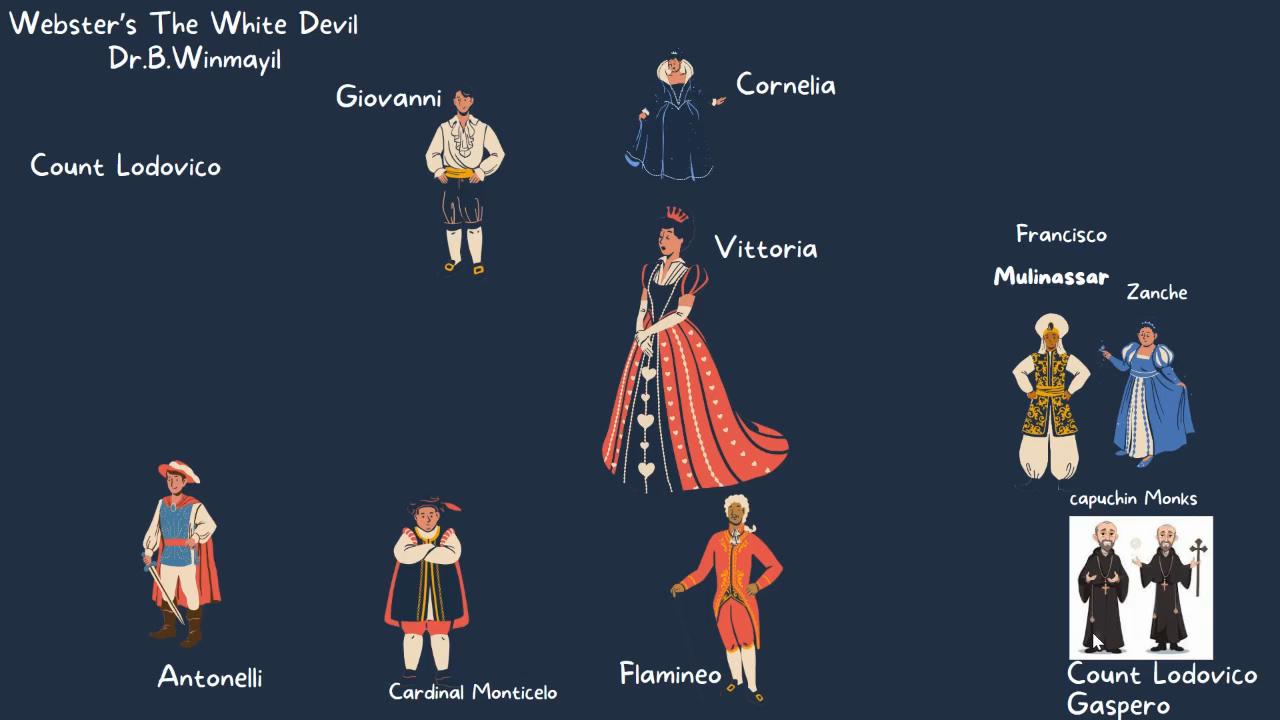 Webster's The White Devil
Dr.B.Winmayil
Giovanni
Cornelia
Count Lodovico
Vittoria
Francisco
Mulinassar
Zanche
capuchin Monks
Antonelli
Cardinal Monticelo
Flamineo
Count Lodovico
Gaspero